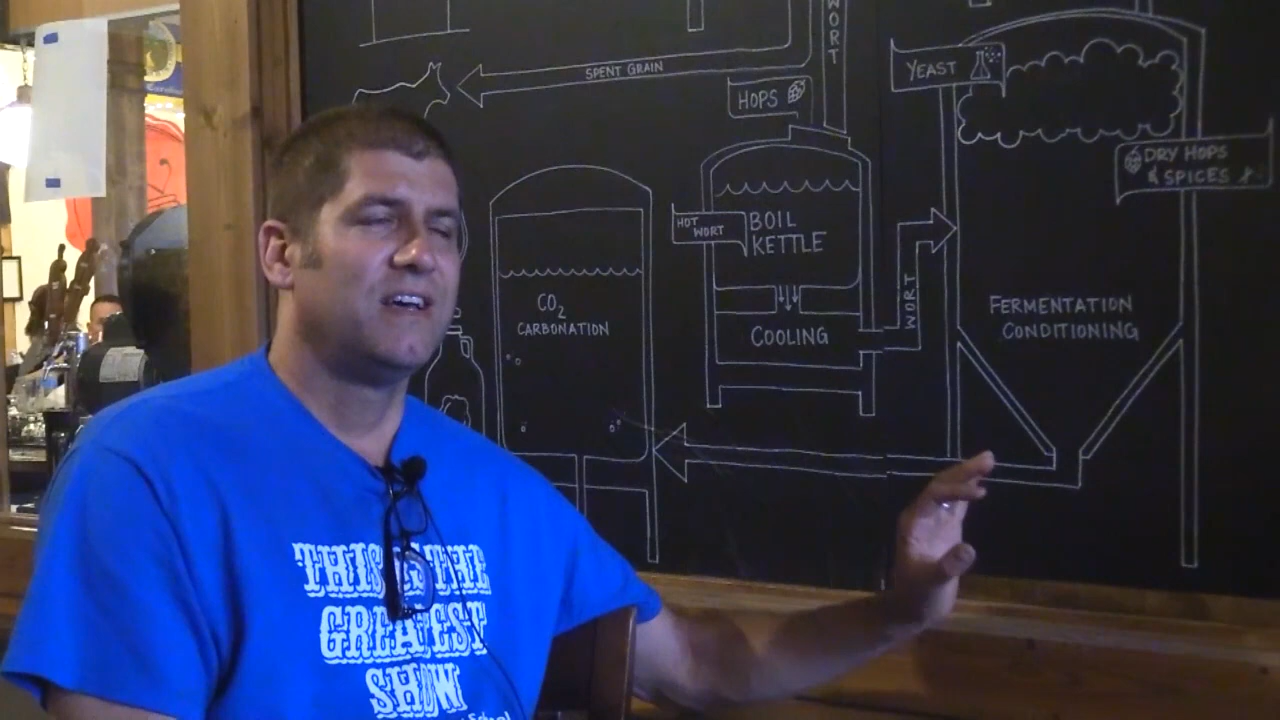 WORT
SPENT GRAIN
HOPS
YEAST
DRY HOPS
& SPICES
HOT
WORT
BOIL
KETTLE
CO2
CARBONATION
COOLING
WORT
FERMENTATION
CONDITIONING
THIS IS THE
GREATEST
SHOW
School